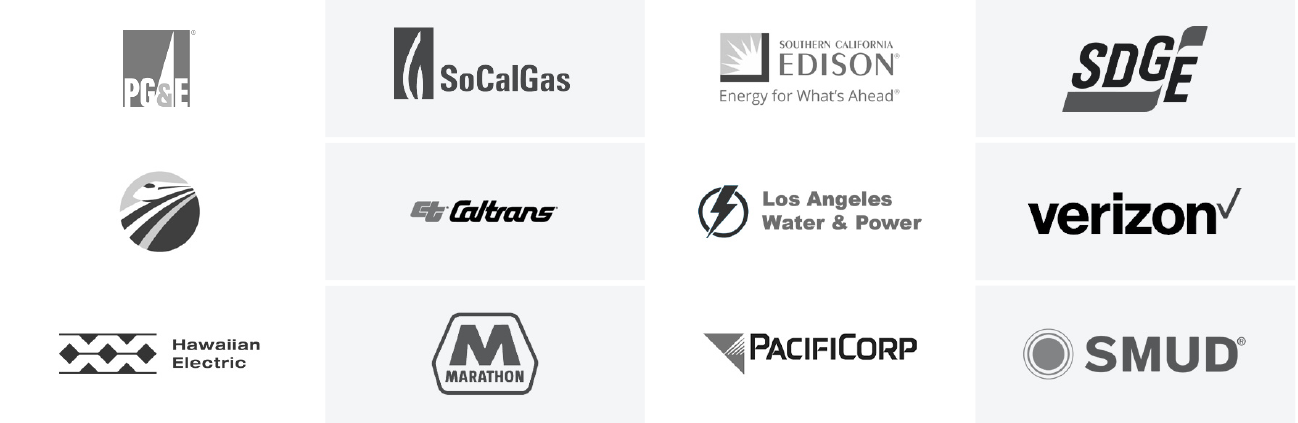 PG&E®
SoCalGas
SOUTHERN CALIFORNIA
EDISON®
Energy for What's Ahead®
SDGE
ct Caltrans
Los Angeles
Water & Power
verizon✓
Hawaiian
Electric
M
MARATHON
PACIFICORP
SMUD®